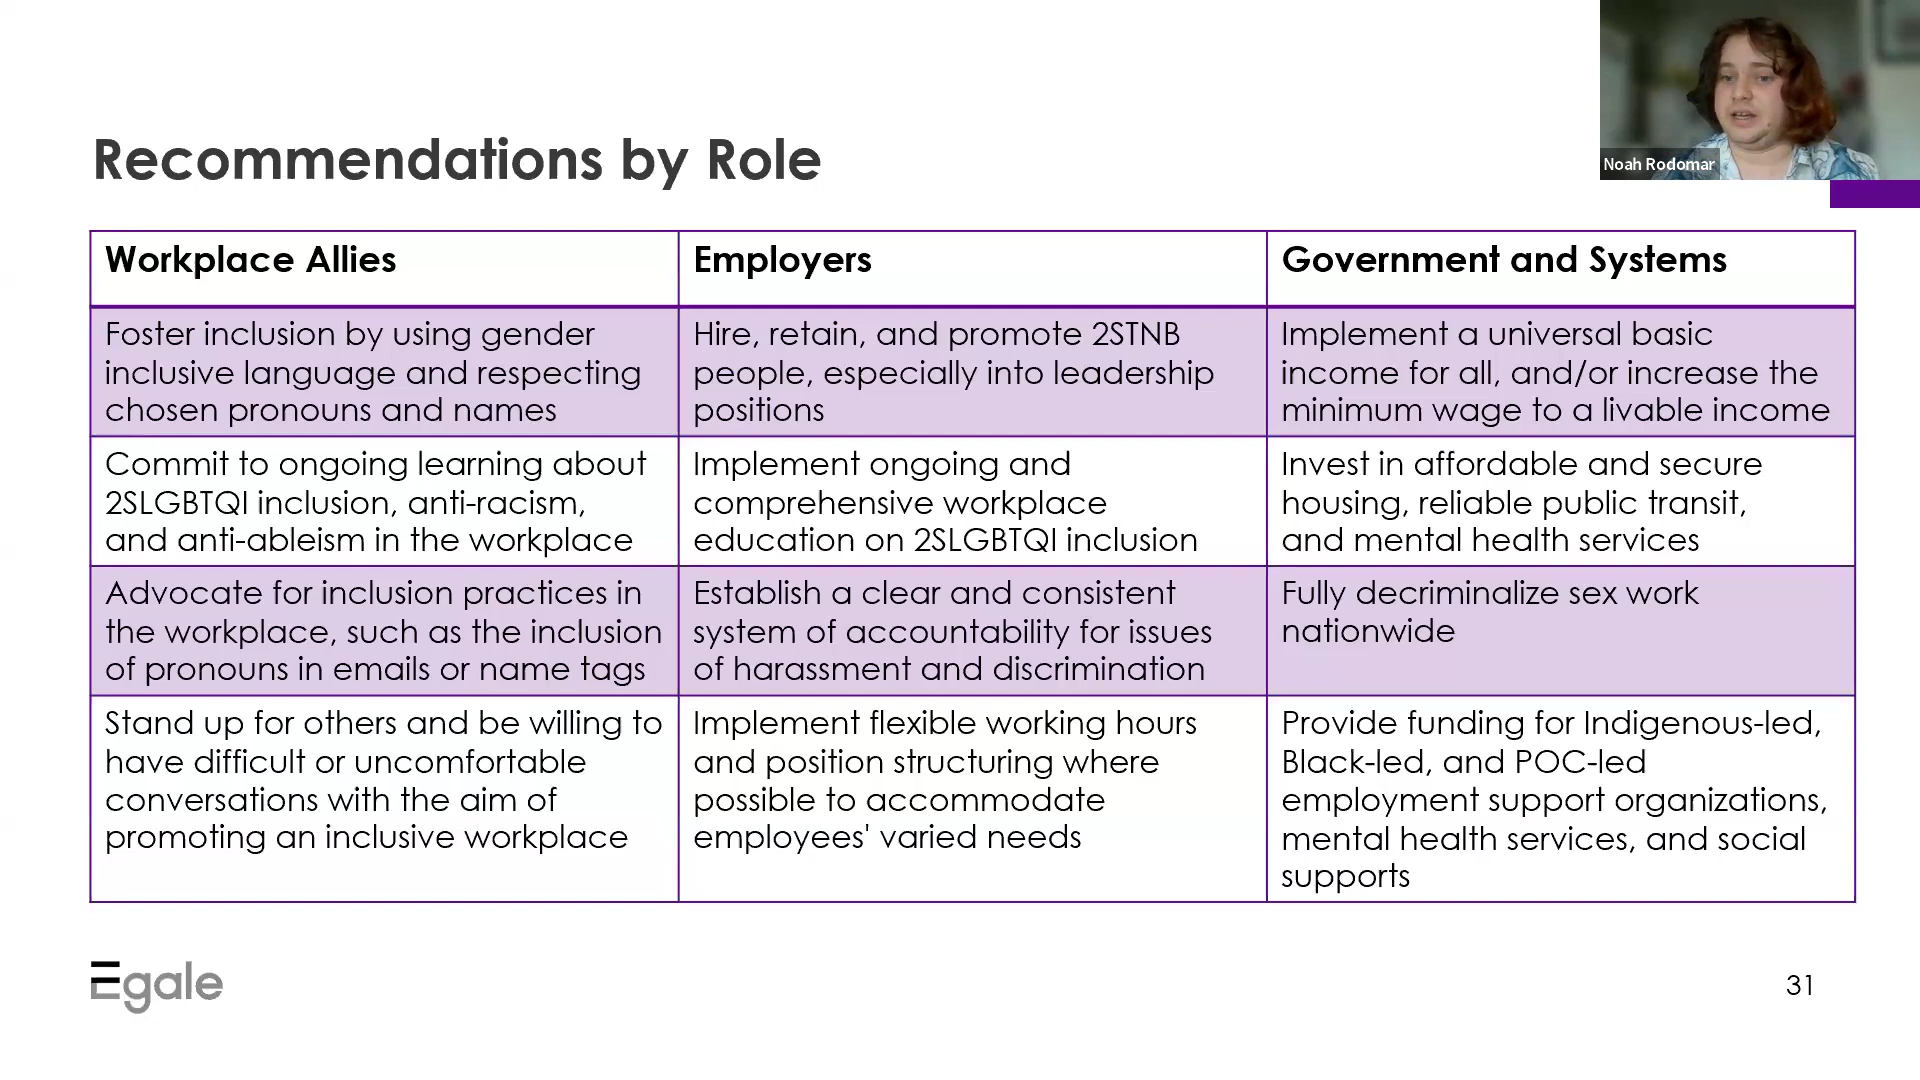 Noah Rodomar
Recommendations by Role
Workplace Allies
Employers
Government and Systems
Foster inclusion by using gender
inclusive language and respecting
chosen pronouns and names
Hire, retain, and promote 2STNB
people, especially into leadership
positions
Implement a universal basic
income for all, and/or increase the
minimum wage to a livable income
Commit to ongoing learning about
2SLGBTQI inclusion, anti-racism,
and anti-ableism in the workplace
Implement ongoing and
comprehensive workplace
education on 2SLGBTQI inclusion
Invest in affordable and secure
housing, reliable public transit,
and mental health services
Advocate for inclusion practices in
the workplace, such as the inclusion
of pronouns in emails or name tags
Establish a clear and consistent
system of accountability for issues
of harassment and discrimination
Fully decriminalize sex work
nationwide
Stand up for others and be willing to
have difficult or uncomfortable
conversations with the aim of
promoting an inclusive workplace
Implement flexible working hours
and position structuring where
possible to accommodate
employees' varied needs
Provide funding for Indigenous-led,
Black-led, and POC-led
employment support organizations,
mental health services, and social
supports
Egale
31